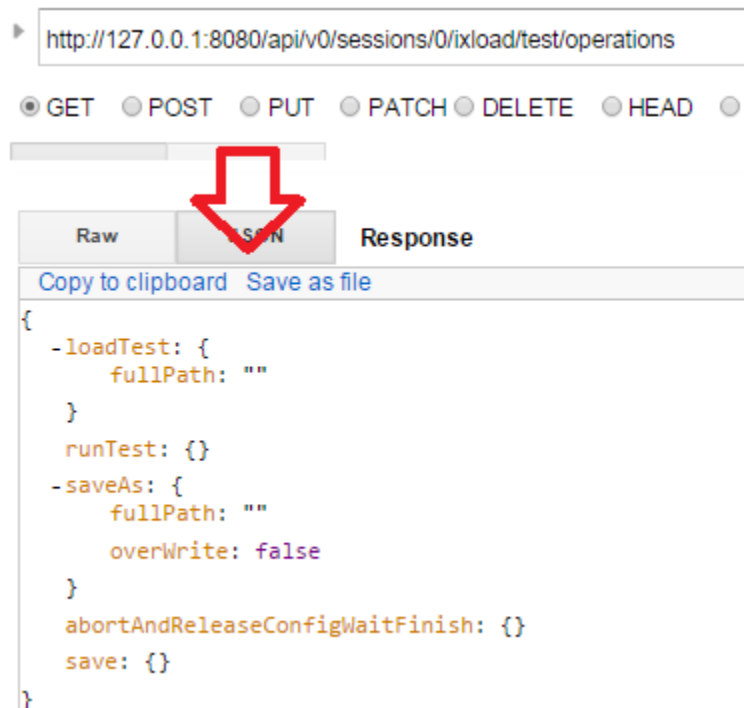 http://127.0.0.1:8080/api/v0/sessions/0/ixload/test/operations
GET POST PUT PATCH DELETE HEAD
Raw JSON Response
Copy to clipboard Save as file
{
-loadTest: {
fullPath: ""
}
runTest: {}
-saveAs: {
fullPath: ""
overWrite: false
}
abortAndReleaseConfigWaitFinish: {}
save: {}
}